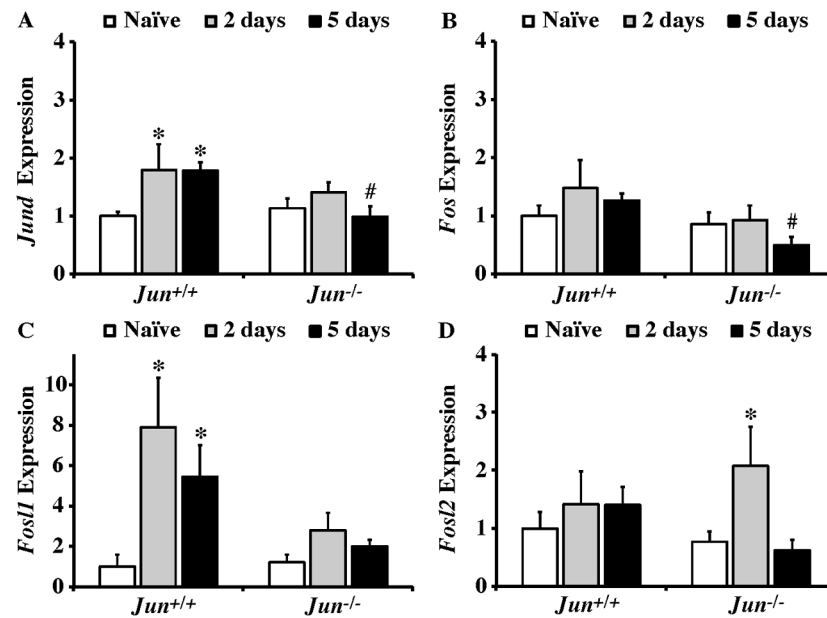 A
Naïve 2 days 5 days
Jund Expression
4
3
2
1
0
* *
#
Jun+/+ Jun-/-
B
Naïve 2 days 5 days
Fos Expression
4
3
2
1
0
#
Jun+/+ Jun-/-
C
Naïve 2 days 5 days
Fosl1 Expression
10
8
6
4
2
0
*
*
Jun+/+ Jun-/-
D
Naïve 2 days 5 days
Fosl2 Expression
4
3
2
1
0
*
Jun+/+ Jun-/-